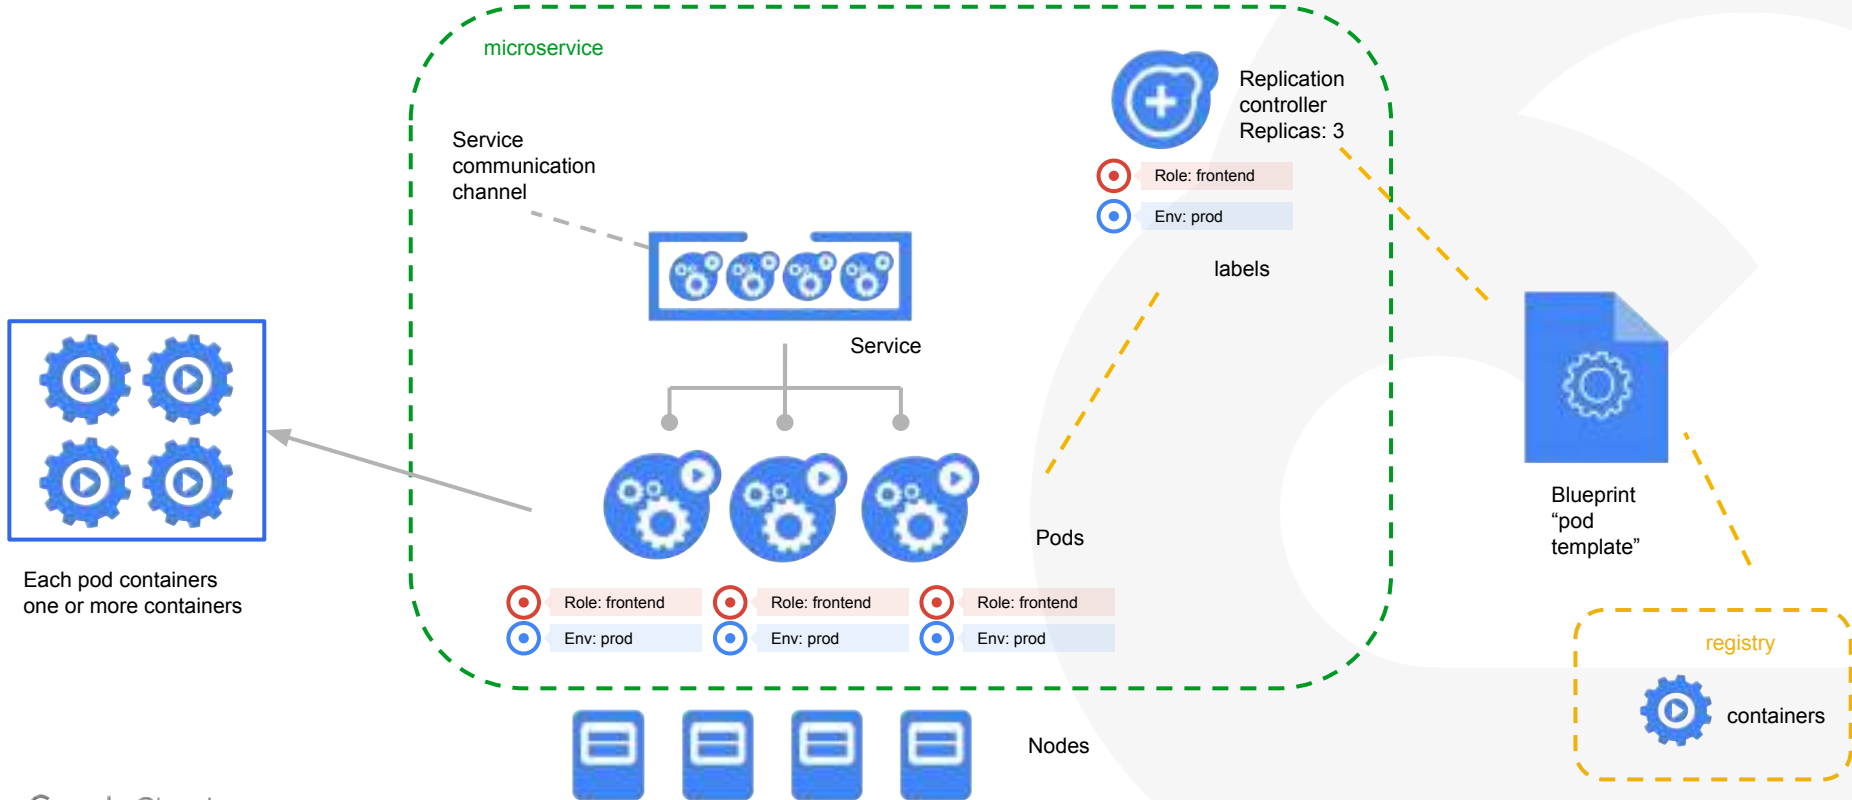 microservice
Replication
controller
Replicas: 3
Service
communication
channel
Role: frontend
Env: prod
labels
Service
Pods
Blueprint
“pod
template”
Each pod containers
one or more containers
Role: frontend
Role: frontend
Role: frontend
Env: prod
Env: prod
Env: prod
registry
containers
Nodes